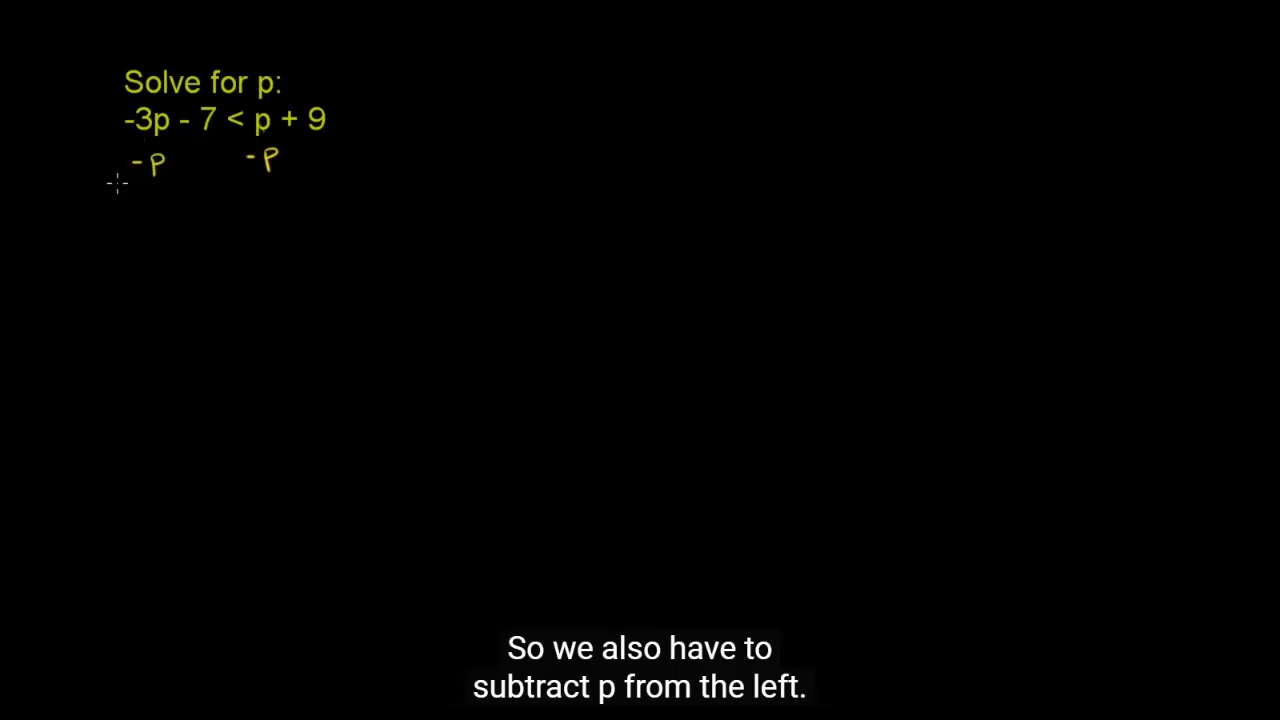 Solve for p:
-3p - 7 < p + 9
- p - p
So we also have to
subtract p from the left.